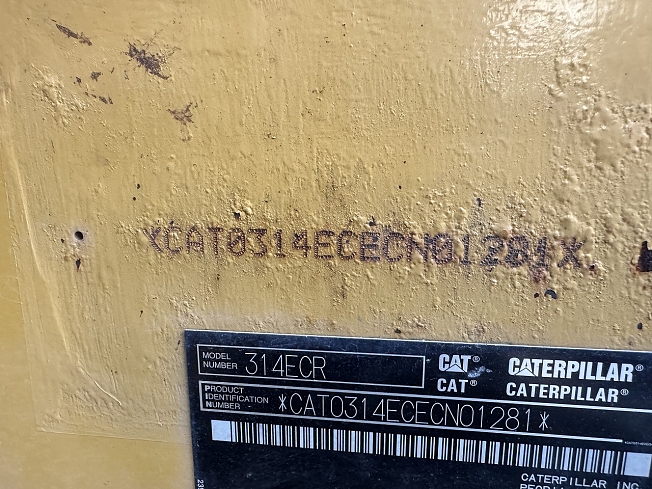 XCAT0314ECECN01281X
MODEL NUMBER 314ECR
CAT® CATERPILLAR®
CAT® CATERPILLAR®
PRODUCT IDENTIFICATION NUMBER *CAT0314ECECN01281*
CATERPILLAR INC